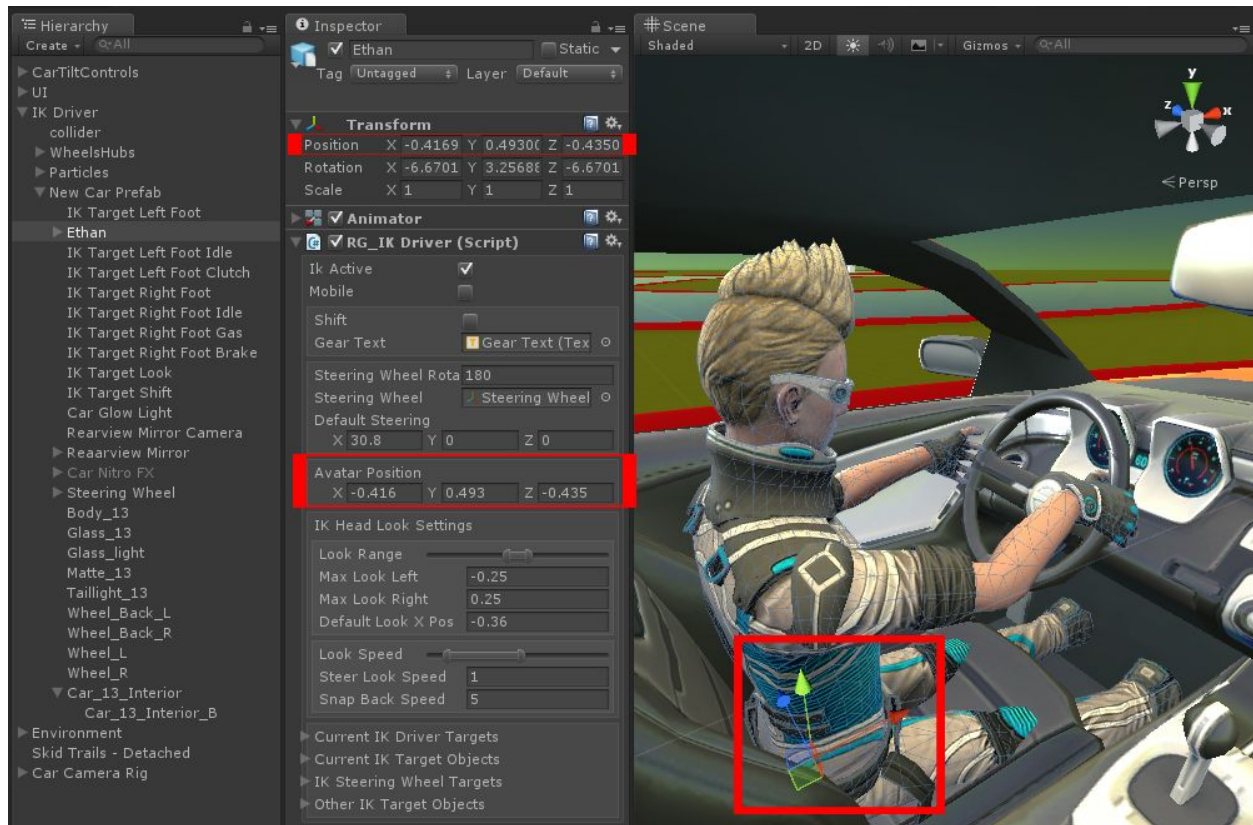 Hierarchy
Create
All
CarTiltControls
UI
IK Driver
collider
WheelsHubs
Particles
New Car Prefab
IK Target Left Foot
Ethan
IK Target Left Foot Idle
IK Target Left Foot Clutch
IK Target Right Foot
IK Target Right Foot Idle
IK Target Right Foot Gas
IK Target Right Foot Brake
IK Target Look
IK Target Shift
Car Glow Light
Rearview Mirror Camera
Reaarview Mirror
Car Nitro FX
Steering Wheel
Body_13
Glass_13
Glass_light
Matte_13
Taillight_13
Wheel_Back_L
Wheel_Back_R
Wheel_L
Wheel_R
Car_13_Interior
Car_13_Interior_B
Environment
Skid Trails - Detached
Car Camera Rig
Inspector
Ethan Static
Tag Untagged Layer Default
Transform
Position X -0.4169 Y 0.4930( Z -0.4350
Rotation X -6.6701 Y 3.2568 Z -6.6701
Scale X 1 Y 1 Z 1
Animator
RG_IK Driver (Script)
Ik Active
Mobile
Shift
Gear Text Gear Text (Tex
Steering Wheel Rota 180
Steering Wheel Steering Wheel
Default Steering
X 30.8 Y 0 Z 0
Avatar Position
X -0.416 Y 0.493 Z -0.435
IK Head Look Settings
Look Range
Max Look Left -0.25
Max Look Right 0.25
Default Look X Pos -0.36
Look Speed
Steer Look Speed 1
Snap Back Speed 5
Current IK Driver Targets
Current IK Target Objects
IK Steering Wheel Targets
Other IK Target Objects
Scene
Shaded 2D Gizmos All
y
z x
Persp
60